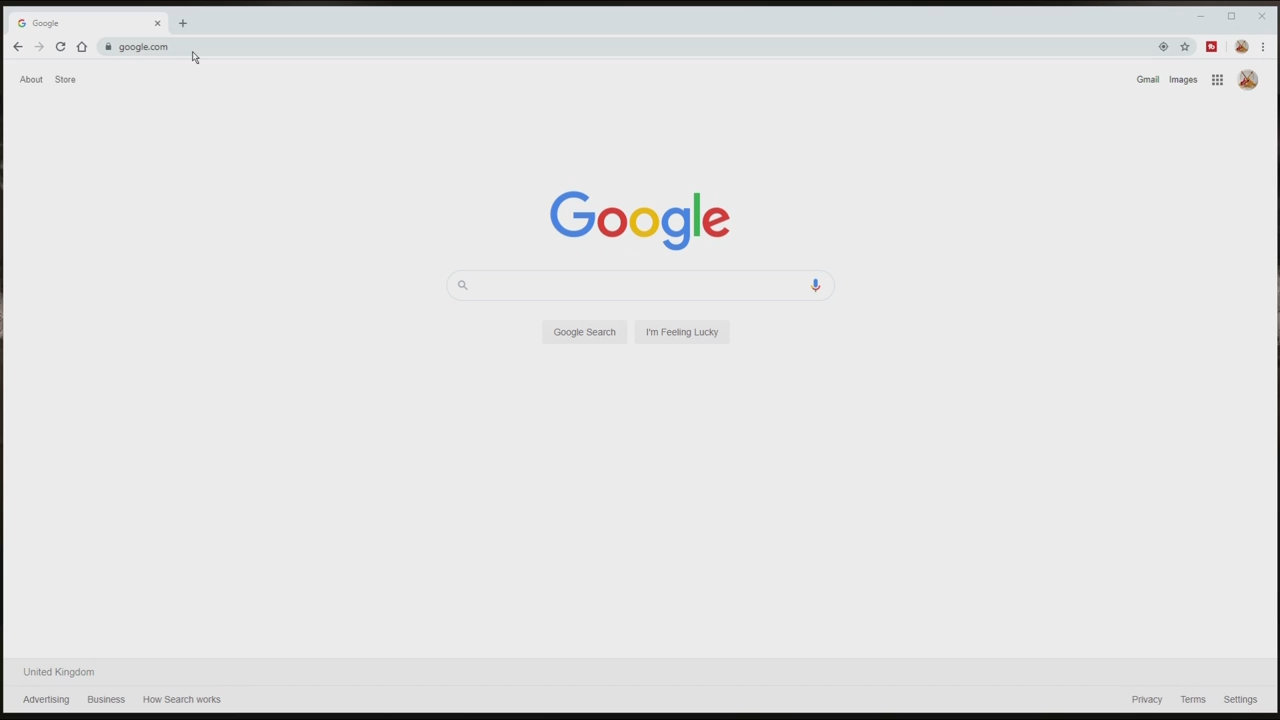 Google
google.com
About Store Gmail Images
Google
Google Search I'm Feeling Lucky
United Kingdom
Advertising Business How Search works Privacy Terms Settings